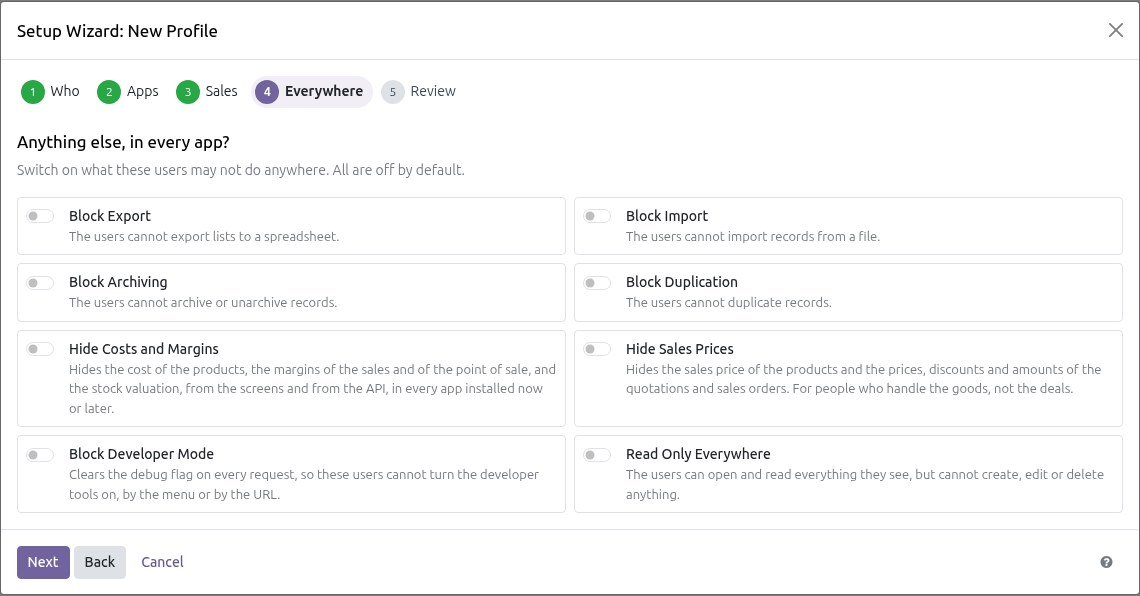 Setup Wizard: New Profile
1 Who 2 Apps 3 Sales 4 Everywhere 5 Review
Anything else, in every app?
Switch on what these users may not do anywhere. All are off by default.
Block Export
The users cannot export lists to a spreadsheet.
Block Import
The users cannot import records from a file.
Block Archiving
The users cannot archive or unarchive records.
Block Duplication
The users cannot duplicate records.
Hide Costs and Margins
Hides the cost of the products, the margins of the sales and of the point of sale, and
the stock valuation, from the screens and from the API, in every app installed now
or later.
Hide Sales Prices
Hides the sales price of the products and the prices, discounts and amounts of the
quotations and sales orders. For people who handle the goods, not the deals.
Block Developer Mode
Clears the debug flag on every request, so these users cannot turn the developer
tools on, by the menu or by the URL.
Read Only Everywhere
The users can open and read everything they see, but cannot create, edit or delete
anything.
Next Back Cancel ?